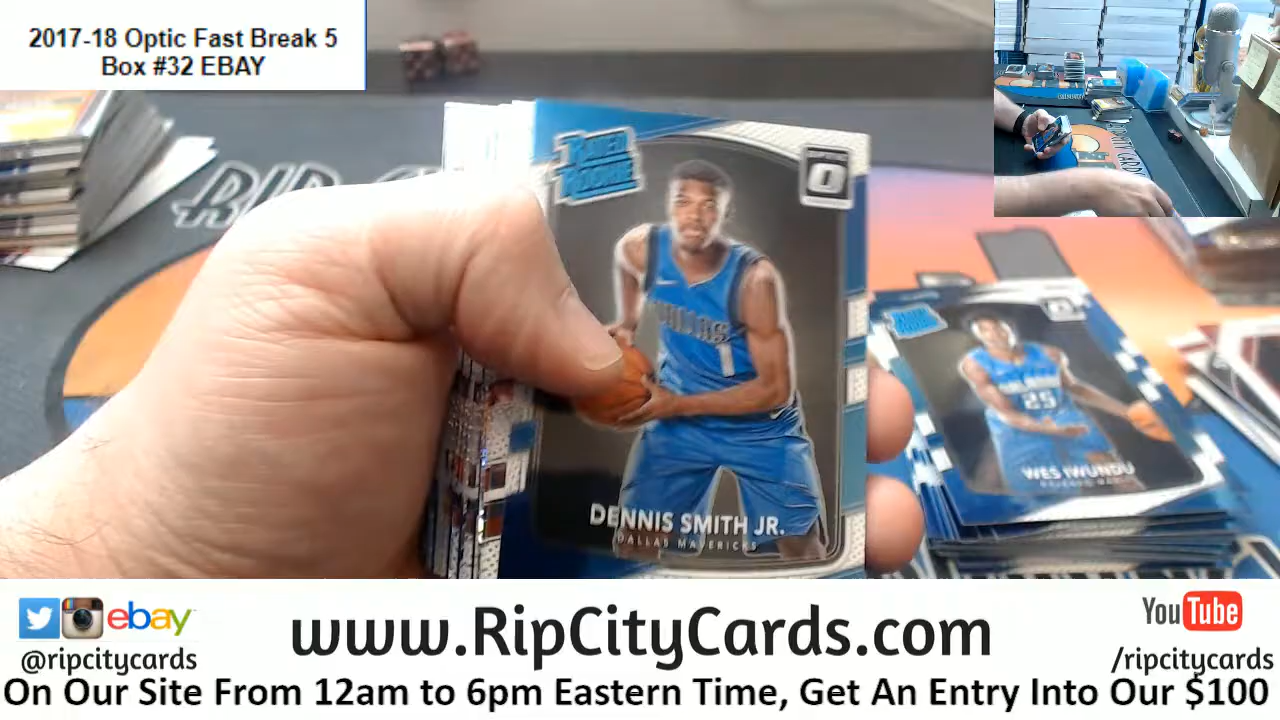 2017-18 Optic Fast Break 5
Box #32 EBAY
RATED
ROOKIE
DENNIS SMITH JR.
DALLAS MAVERICKS
1
WES IWUNDU
25
ebay
@ripcitycards
www.RipCityCards.com
YouTube
/ripcitycards
On Our Site From 12am to 6pm Eastern Time, Get An Entry Into Our $100